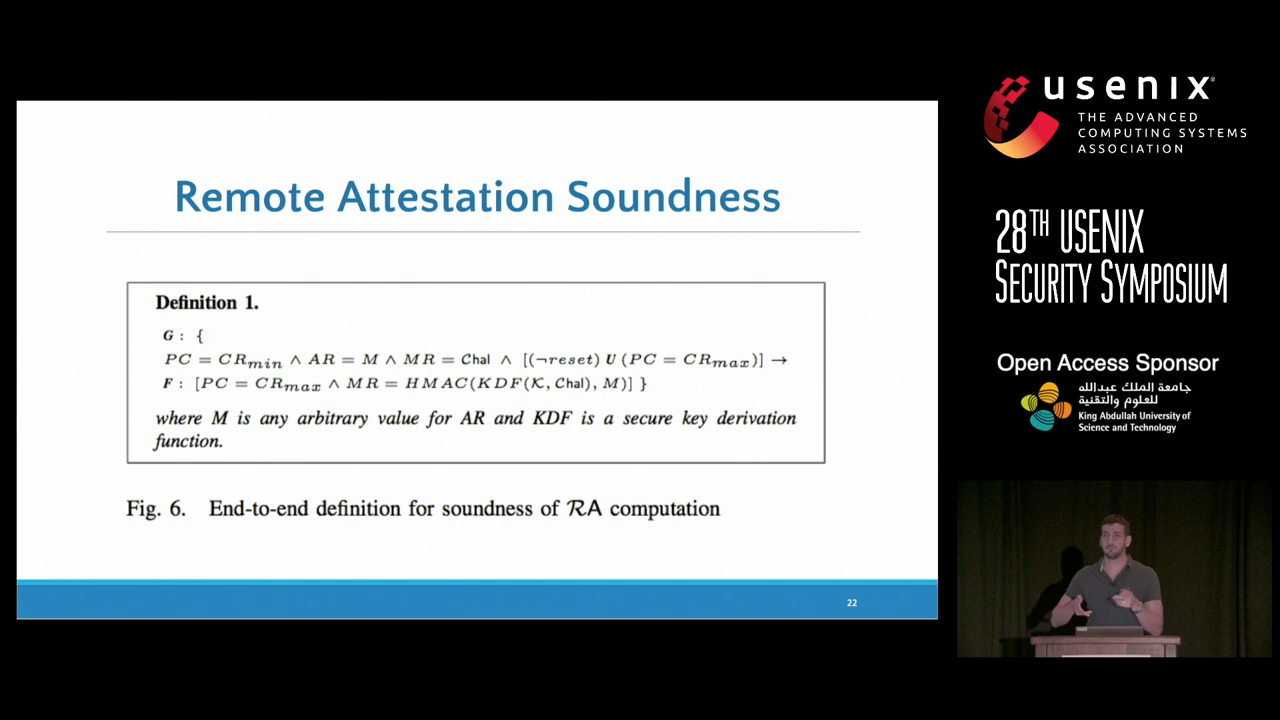 Remote Attestation Soundness
Definition 1.
G : {
PC = CRmin ∧ AR = M ∧ MR = Chal ∧ [(¬reset) U (PC = CRmax)] →
F : [PC = CRmax ∧ MR = HMAC(KDF(𝒦, Chal), M)] }
where M is any arbitrary value for AR and KDF is a secure key derivation
function.
Fig. 6. End-to-end definition for soundness of ℛA computation
22
usenix®
THE ADVANCED
COMPUTING SYSTEMS
ASSOCIATION
28TH USENIX
SECURITY SYMPOSIUM
Open Access Sponsor
جامعة الملك عبدالله
للعلوم والتقنية
King Abdullah University of
Science and Technology